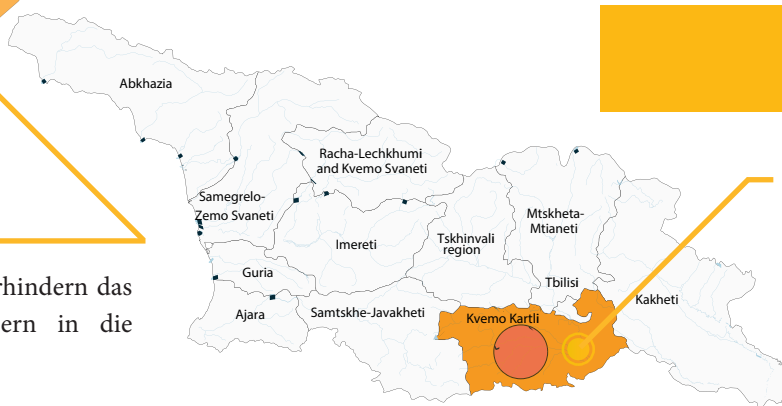 Abkhazia
Racha-Lechkhumi
and Kvemo Svaneti
Samegrelo-
Zemo Svaneti
Mtskheta-
Mtianeti
Tskhinvali
region
Imereti
Guria
Tbilisi
Kakheti
Ajara
Samtskhe-Javakheti
Kvemo Kartli
rhindern das
ern in die